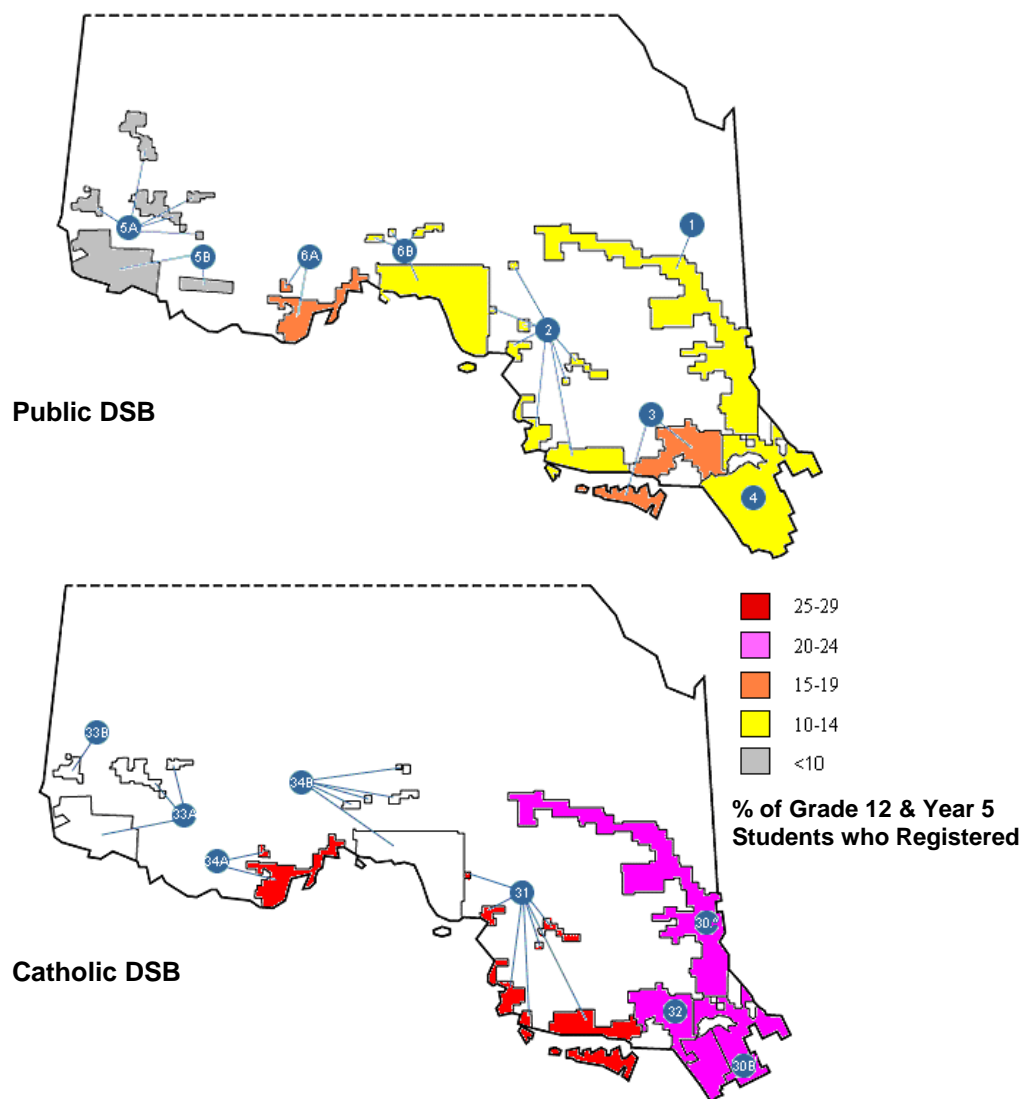 1
5A
5B
6A
6B
2
Public DSB
3
4
25-29
20-24
15-19
10-14
<10
% of Grade 12 & Year 5
Students who Registered
33B
34B
33A
34A
31
30A
Catholic DSB
32
30B